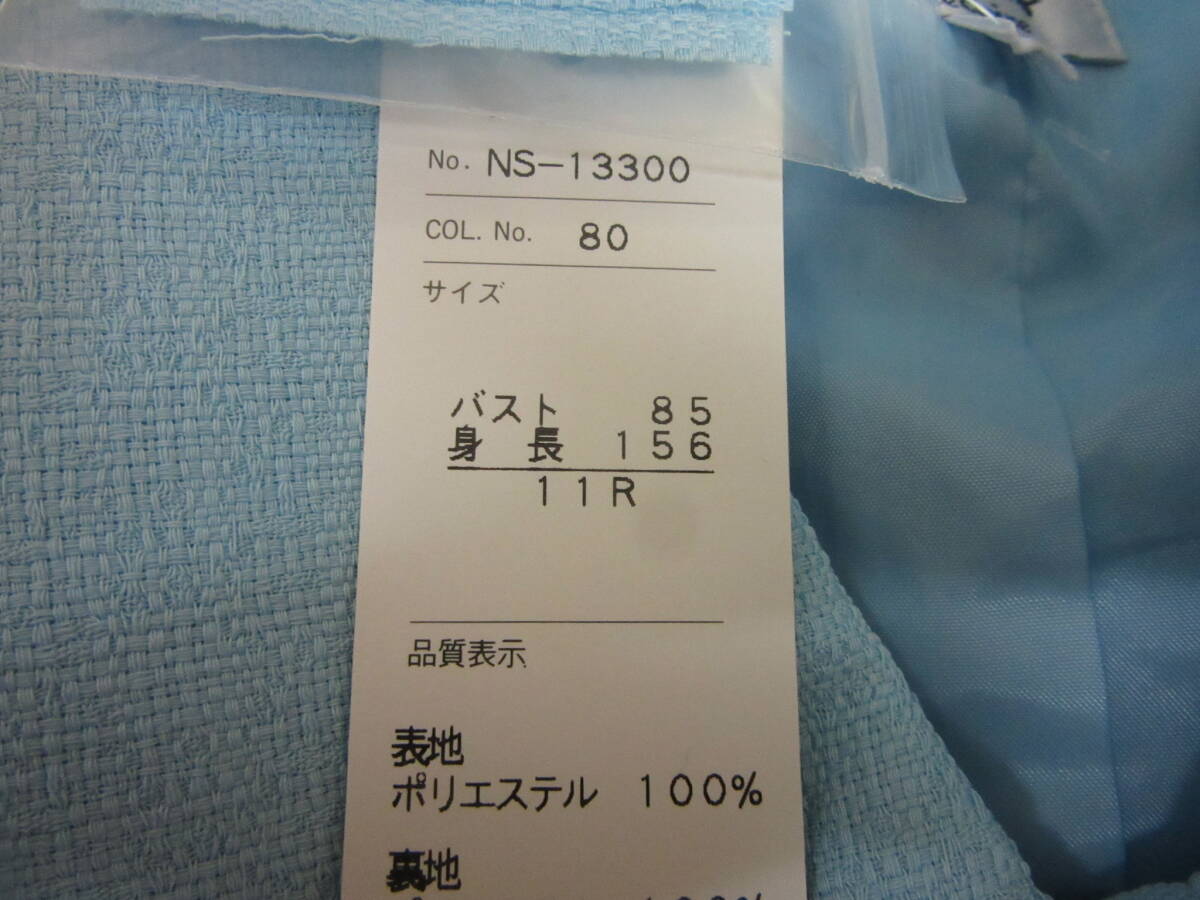 No. NS-13300
COL. No. 80
サイズ
バスト 85
身長 156
11R
品質表示
表地
ポリエステル 100%
裏地